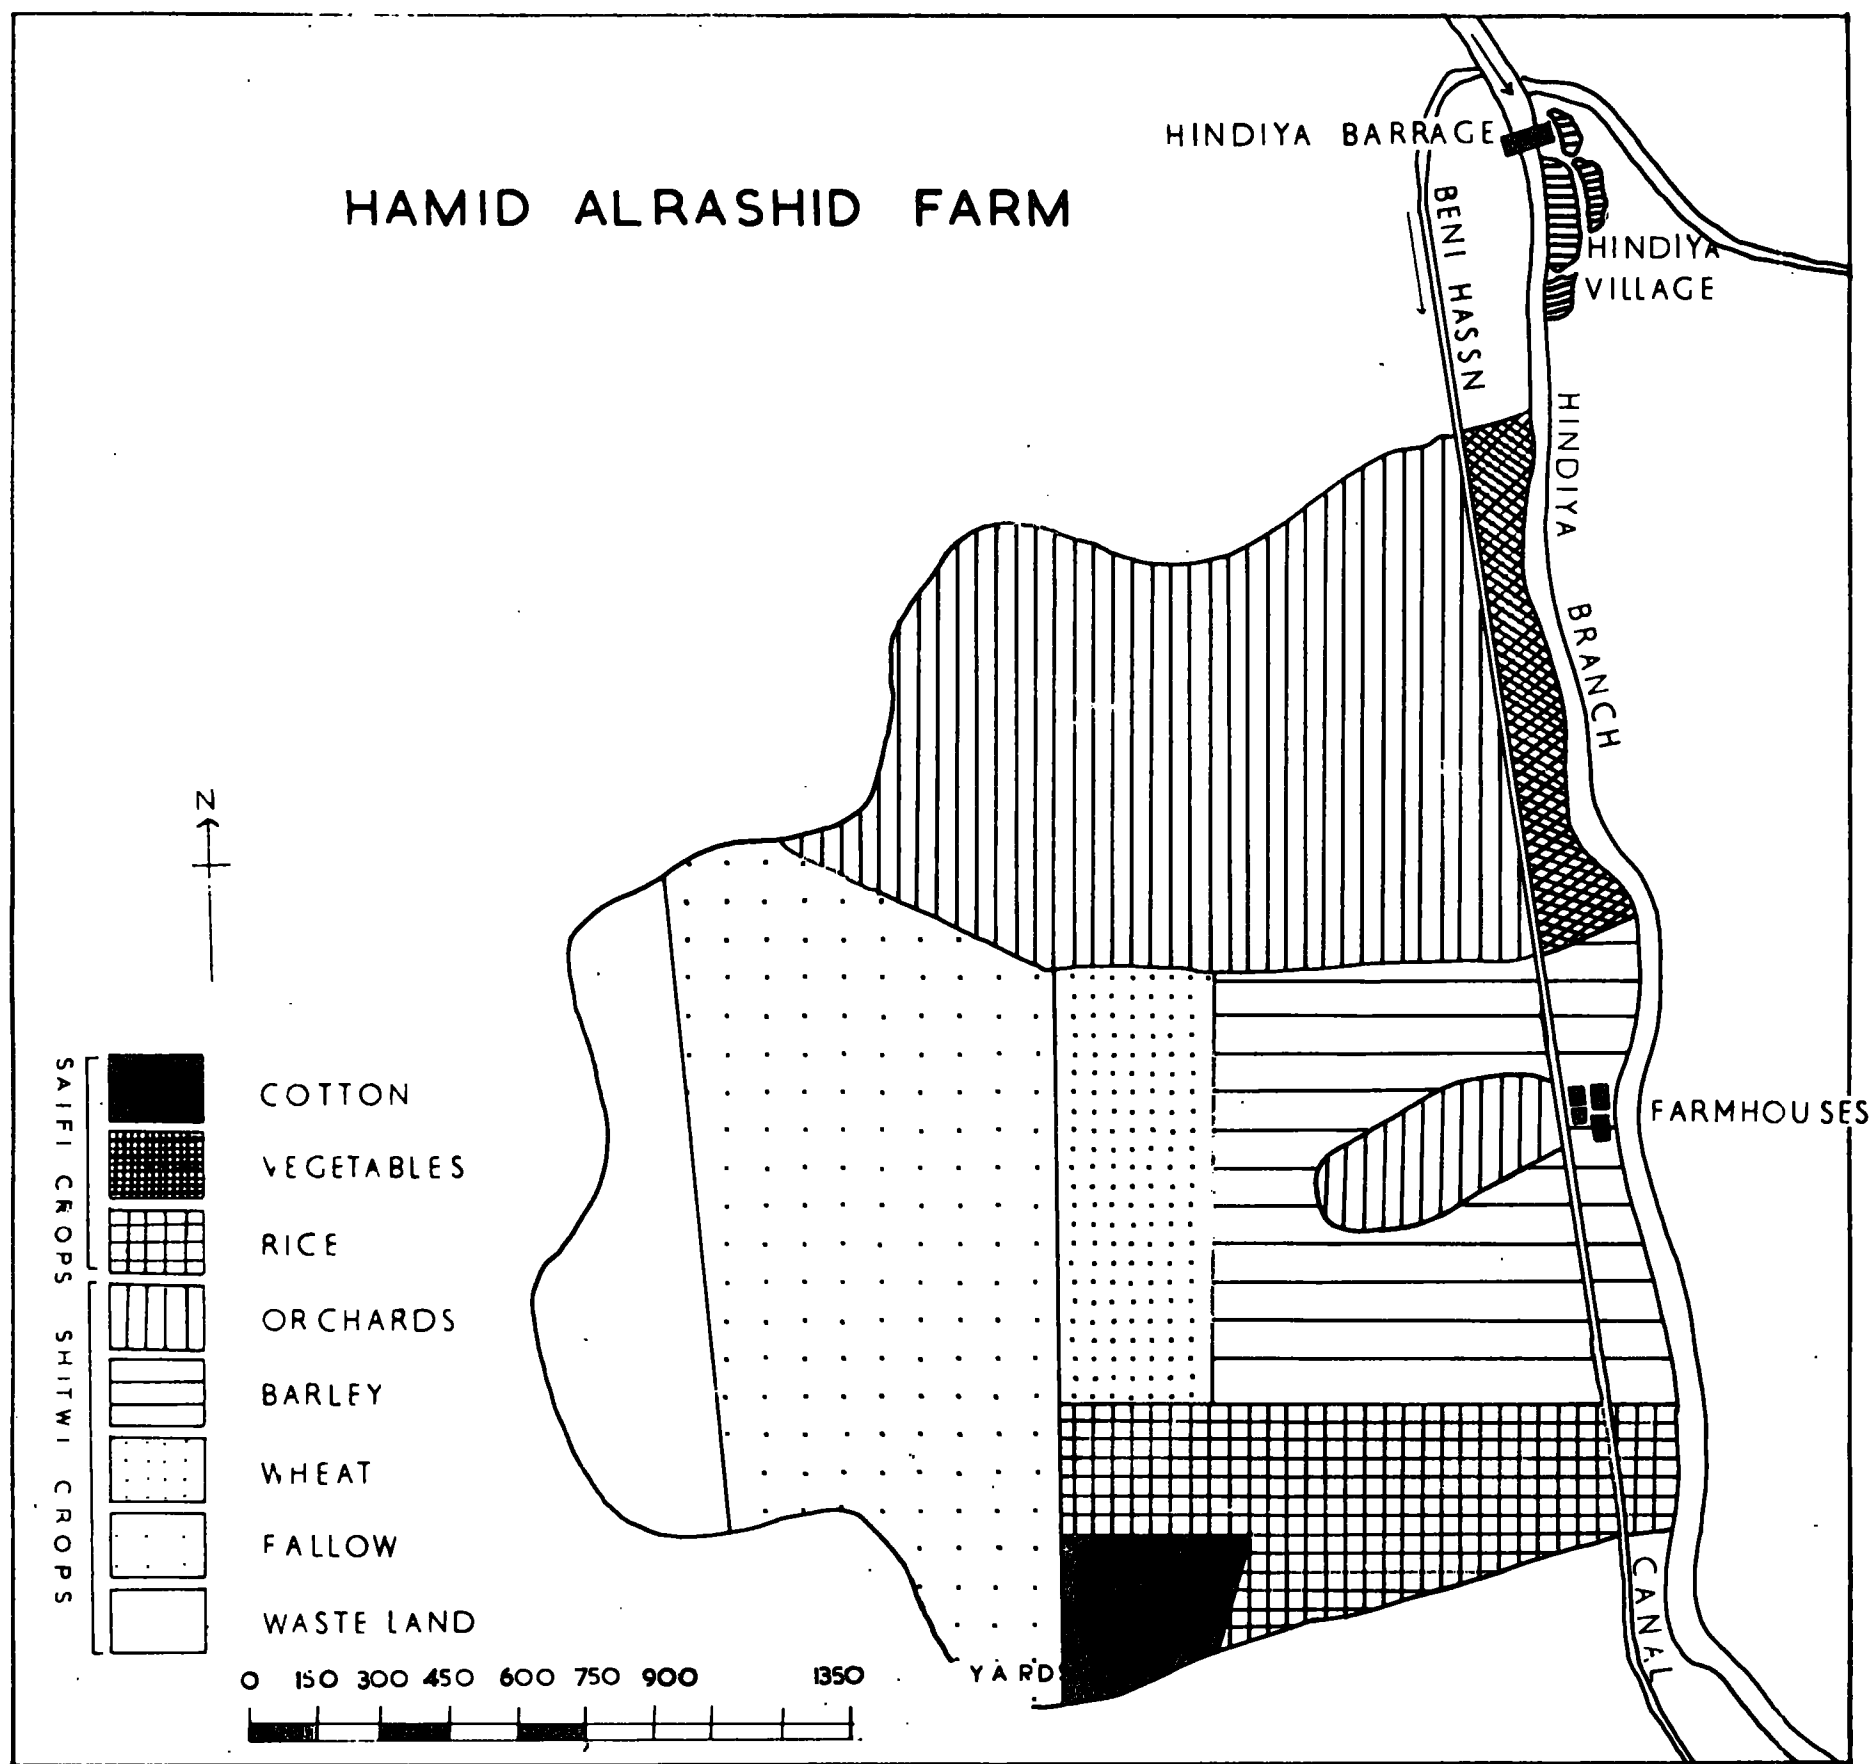 HINDIYA BARRAGE
HAMID ALRASHID FARM
BENI HASSN
HINDIYA
VILLAGE
HINDIYA BRANCH
N
FARMHOUSES
SAIFI CROPS
COTTON
VEGETABLES
RICE
SHITWI CROPS
ORCHARDS
BARLEY
WHEAT
FALLOW
WASTE LAND
CANAL
0 150 300 450 600 750 900 1350 YARDS